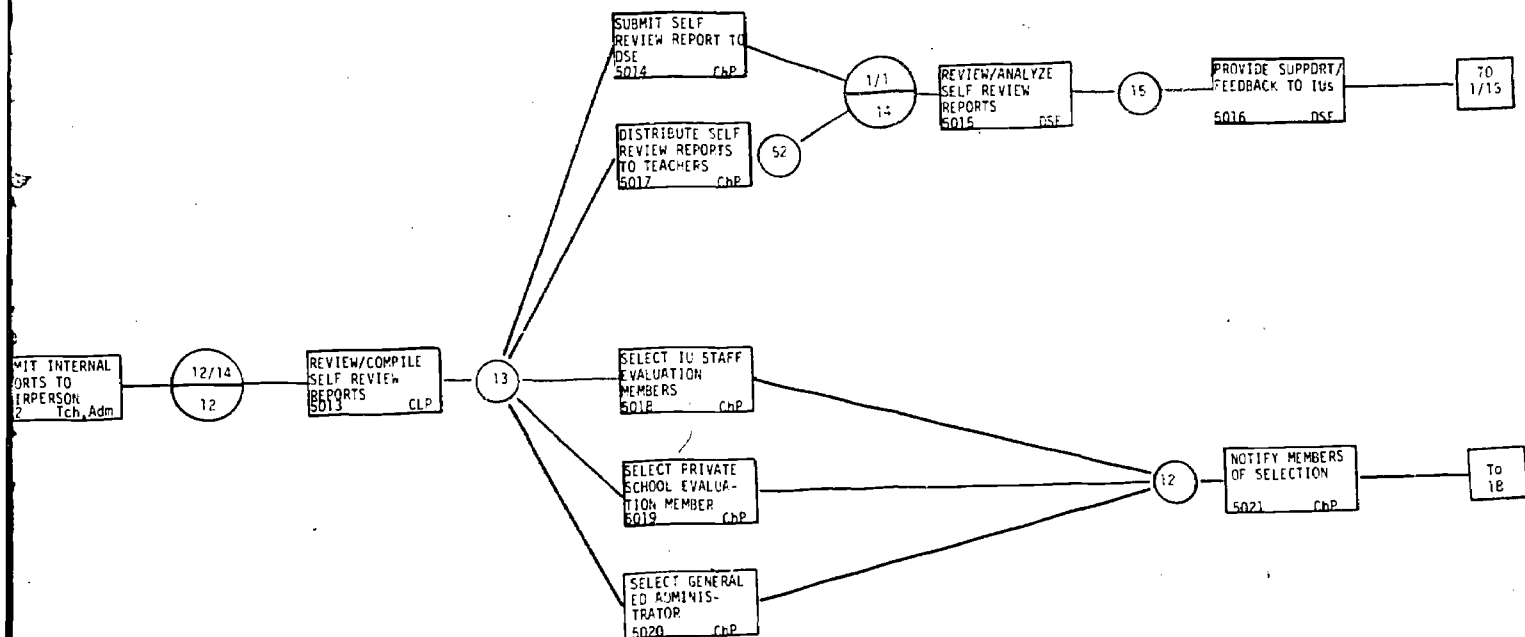 SUBMIT SELF
REVIEW REPORT TO
DSE
5014 ChP
1/1
14
REVIEW/ANALYZE
SELF REVIEW
REPORTS
5015 DSE
15
PROVIDE SUPPORT/
FEEDBACK TO IUs
5016 DSE
TO
1/15
DISTRIBUTE SELF
REVIEW REPORTS
TO TEACHERS
5017 ChP
52
MIT INTERNAL
ORTS TO
IRPERSON
2 Tch,Adm
12/14
12
REVIEW/COMPILE
SELF REVIEW
REPORTS
5013 CLP
13
SELECT IU STAFF
EVALUATION
MEMBERS
5018 ChP
SELECT PRIVATE
SCHOOL EVALUA-
TION MEMBER
5019 ChP
12
NOTIFY MEMBERS
OF SELECTION
5021 ChP
To
18
SELECT GENERAL
ED ADMINIS-
TRATOR
5020 ChP